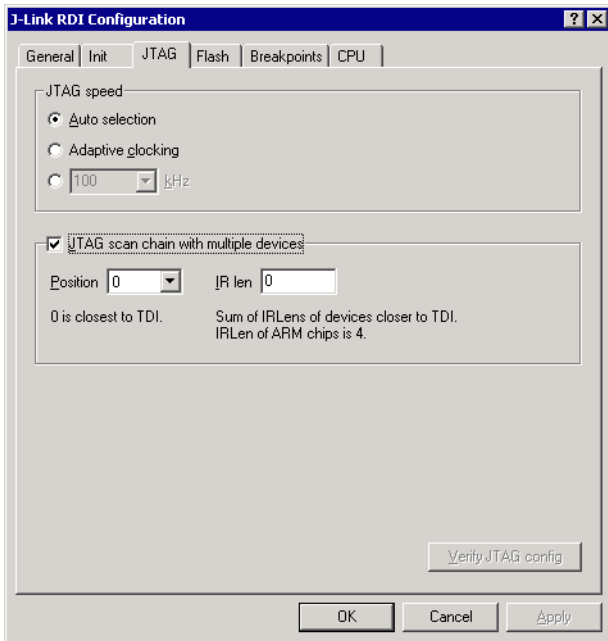 J-Link RDI Configuration
General Init JTAG Flash Breakpoints CPU
JTAG speed
Auto selection
Adaptive clocking
100 kHz
JTAG scan chain with multiple devices
Position 0 IR len 0
0 is closest to TDI. Sum of IRLens of devices closer to TDI.
IRLen of ARM chips is 4.
Verify JTAG config
OK Cancel Apply